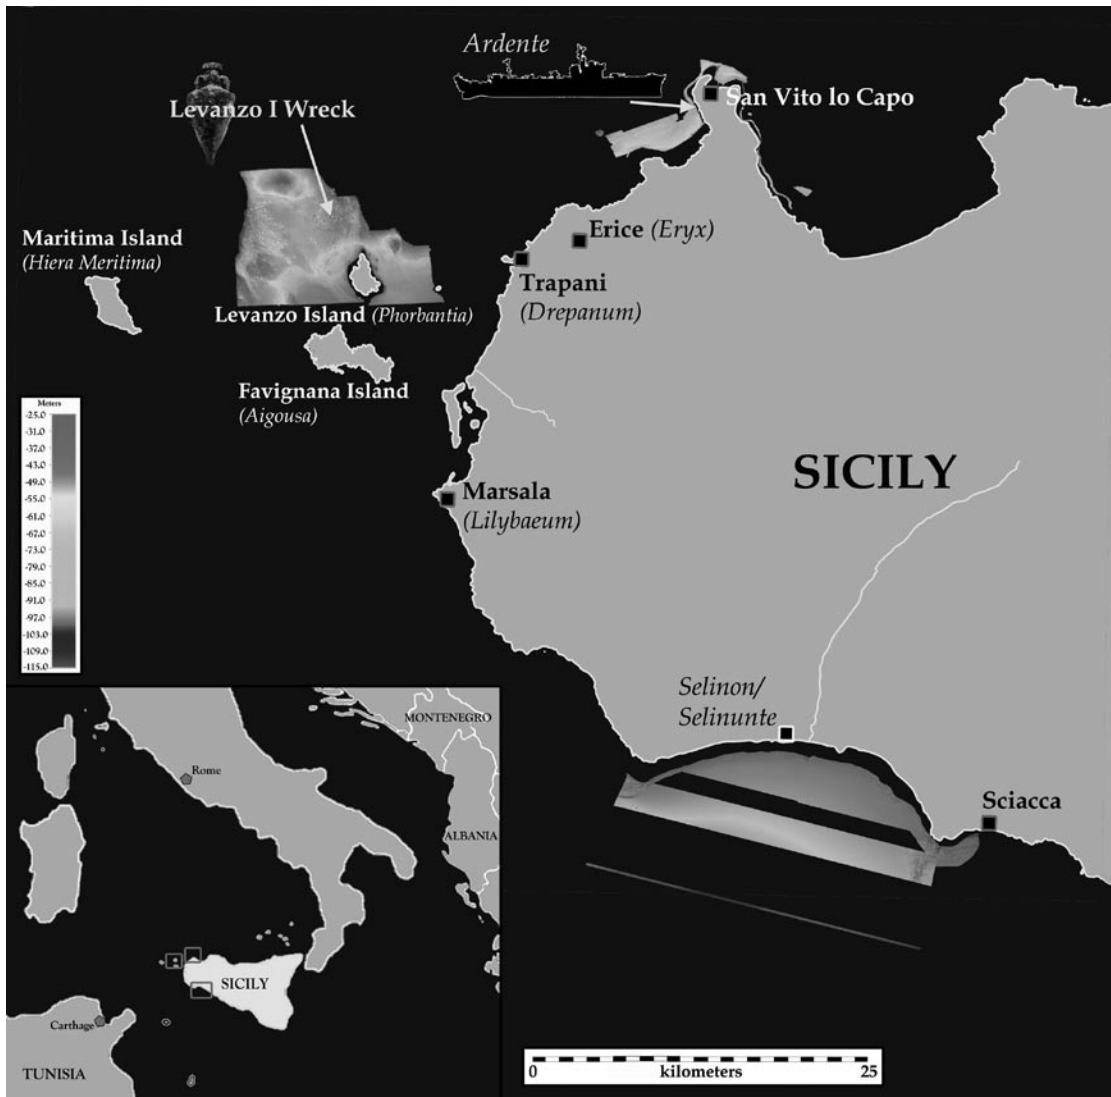 Ardente
San Vito lo Capo
Levanzo I Wreck
Erice (Eryx)
Maritima Island
(Hiera Meritima)
Trapani
(Drepanum)
Levanzo Island (Phorbantia)
Favignana Island
(Aigousa)
Meters
-25.0
-31.0
-37.0
-43.0
-49.0
-55.0
-61.0
-67.0
-73.0
-79.0
-85.0
-91.0
-97.0
-103.0
-109.0
-115.0
SICILY
Marsala
(Lilybaeum)
Selinon/
Selinunte
Sciacca
MONTENEGRO
Rome
ALBANIA
SICILY
Carthage
TUNISIA
0 kilometers 25